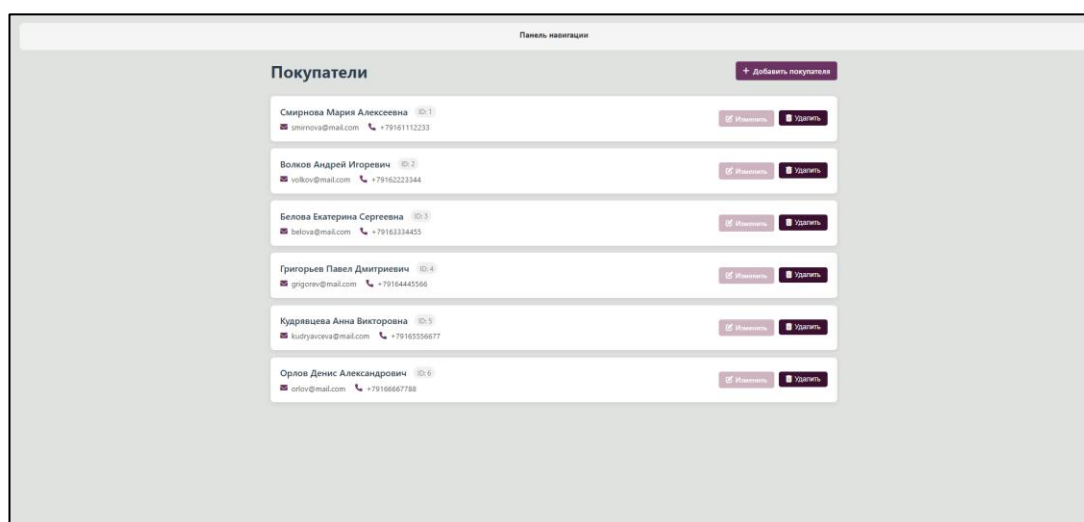 Панель навигации
Покупатели
+ Добавить покупателя
Смирнова Мария Алексеевна ID: 1
smirnova@mail.com +79161112233
Изменить Удалить
Волков Андрей Игоревич ID: 2
volkov@mail.com +79162223344
Изменить Удалить
Белова Екатерина Сергеевна ID: 3
belova@mail.com +79163334455
Изменить Удалить
Григорьев Павел Дмитриевич ID: 4
grigorev@mail.com +79164445566
Изменить Удалить
Кудрявцева Анна Викторовна ID: 5
kudryavceva@mail.com +79165556677
Изменить Удалить
Орлов Денис Александрович ID: 6
orlov@mail.com +79166667788
Изменить Удалить